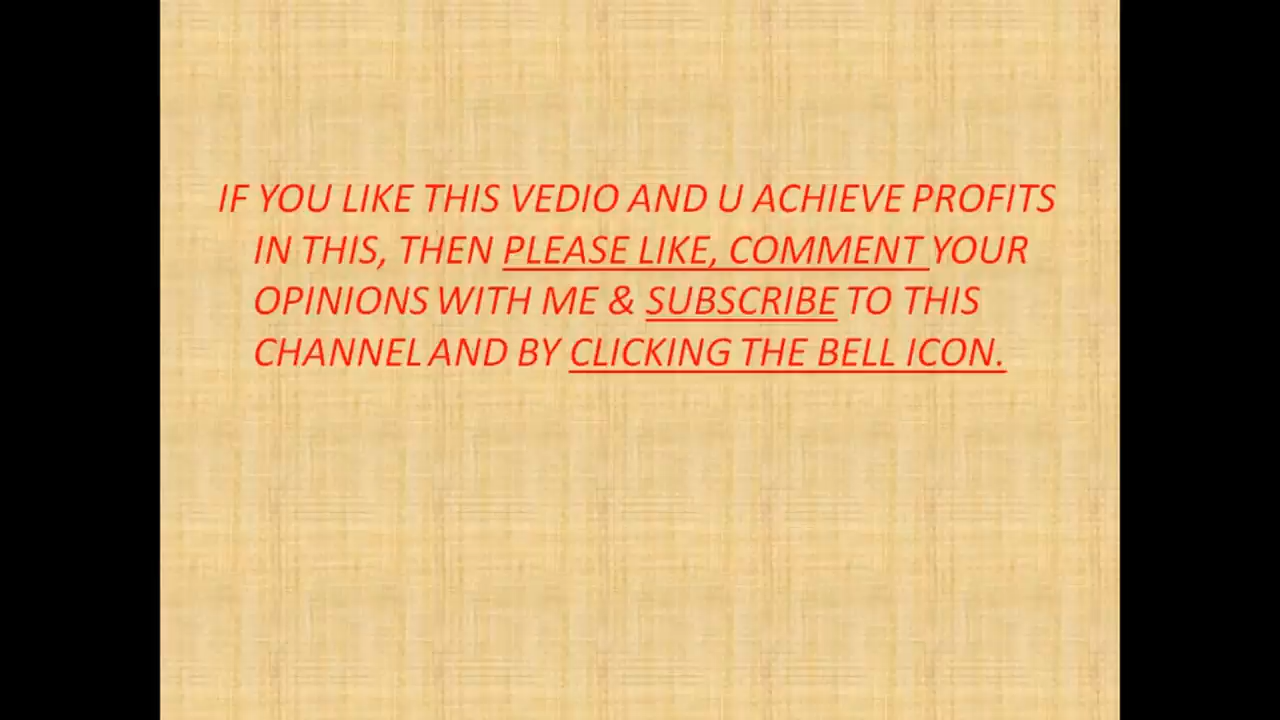 IF YOU LIKE THIS VEDIO AND U ACHIEVE PROFITS
IN THIS, THEN PLEASE LIKE, COMMENT YOUR
OPINIONS WITH ME & SUBSCRIBE TO THIS
CHANNEL AND BY CLICKING THE BELL ICON.